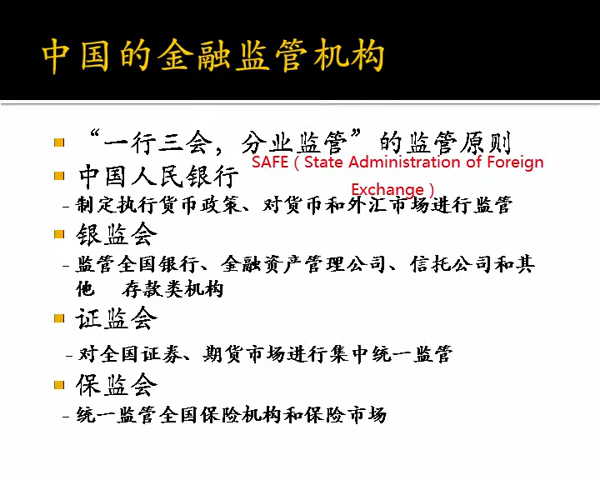 中国的金融监管机构
“一行三会，分业监管”的监管原则
SAFE（State Administration of Foreign
中国人民银行
Exchange）
–制定执行货币政策、对货币和外汇市场进行监管
银监会
–监管全国银行、金融资产管理公司、信托公司和其
他 存款类机构
证监会
–对全国证券、期货市场进行集中统一监管
保监会
–统一监管全国保险机构和保险市场